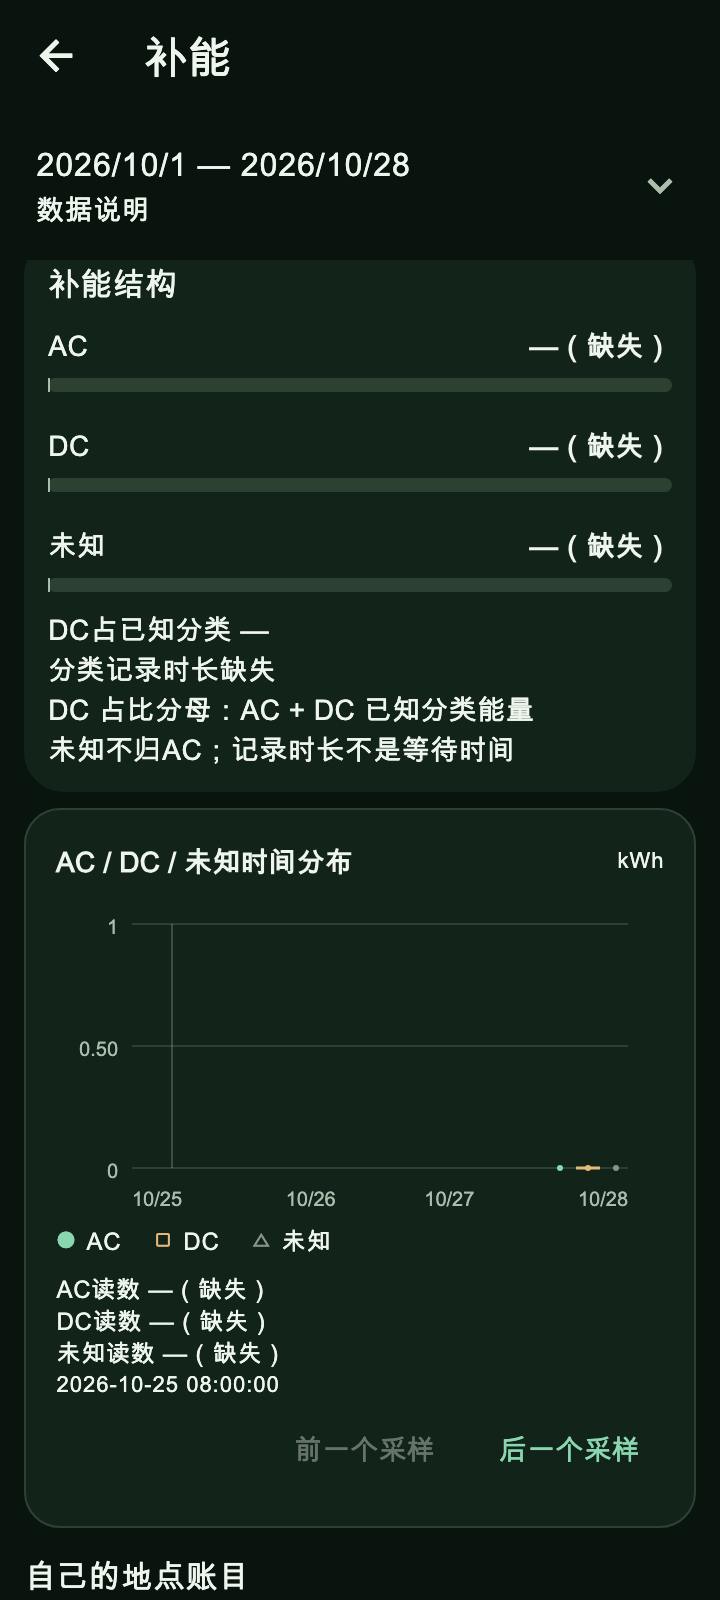 补能
2026/10/1 — 2026/10/28
数据说明
补能结构
AC —（缺失）
DC —（缺失）
未知 —（缺失）
DC占已知分类 —
分类记录时长缺失
DC 占比分母：AC + DC 已知分类能量
未知不归AC；记录时长不是等待时间
AC / DC / 未知时间分布 kWh
1
0.50
0
10/25 10/26 10/27 10/28
AC DC 未知
AC读数 —（缺失）
DC读数 —（缺失）
未知读数 —（缺失）
2026-10-25 08:00:00
前一个采样 后一个采样
自己的地点账目